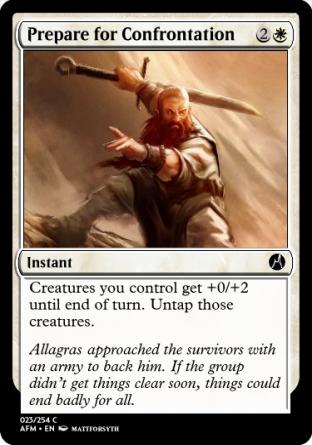 Prepare for Confrontation 2
Instant
Creatures you control get +0/+2
until end of turn. Untap those
creatures.
Allagras approached the survivors with
an army to back him. If the group
didn't get things clear soon, things could
end badly for all.
023/254 C
AFM • EN MATTFORSYTH